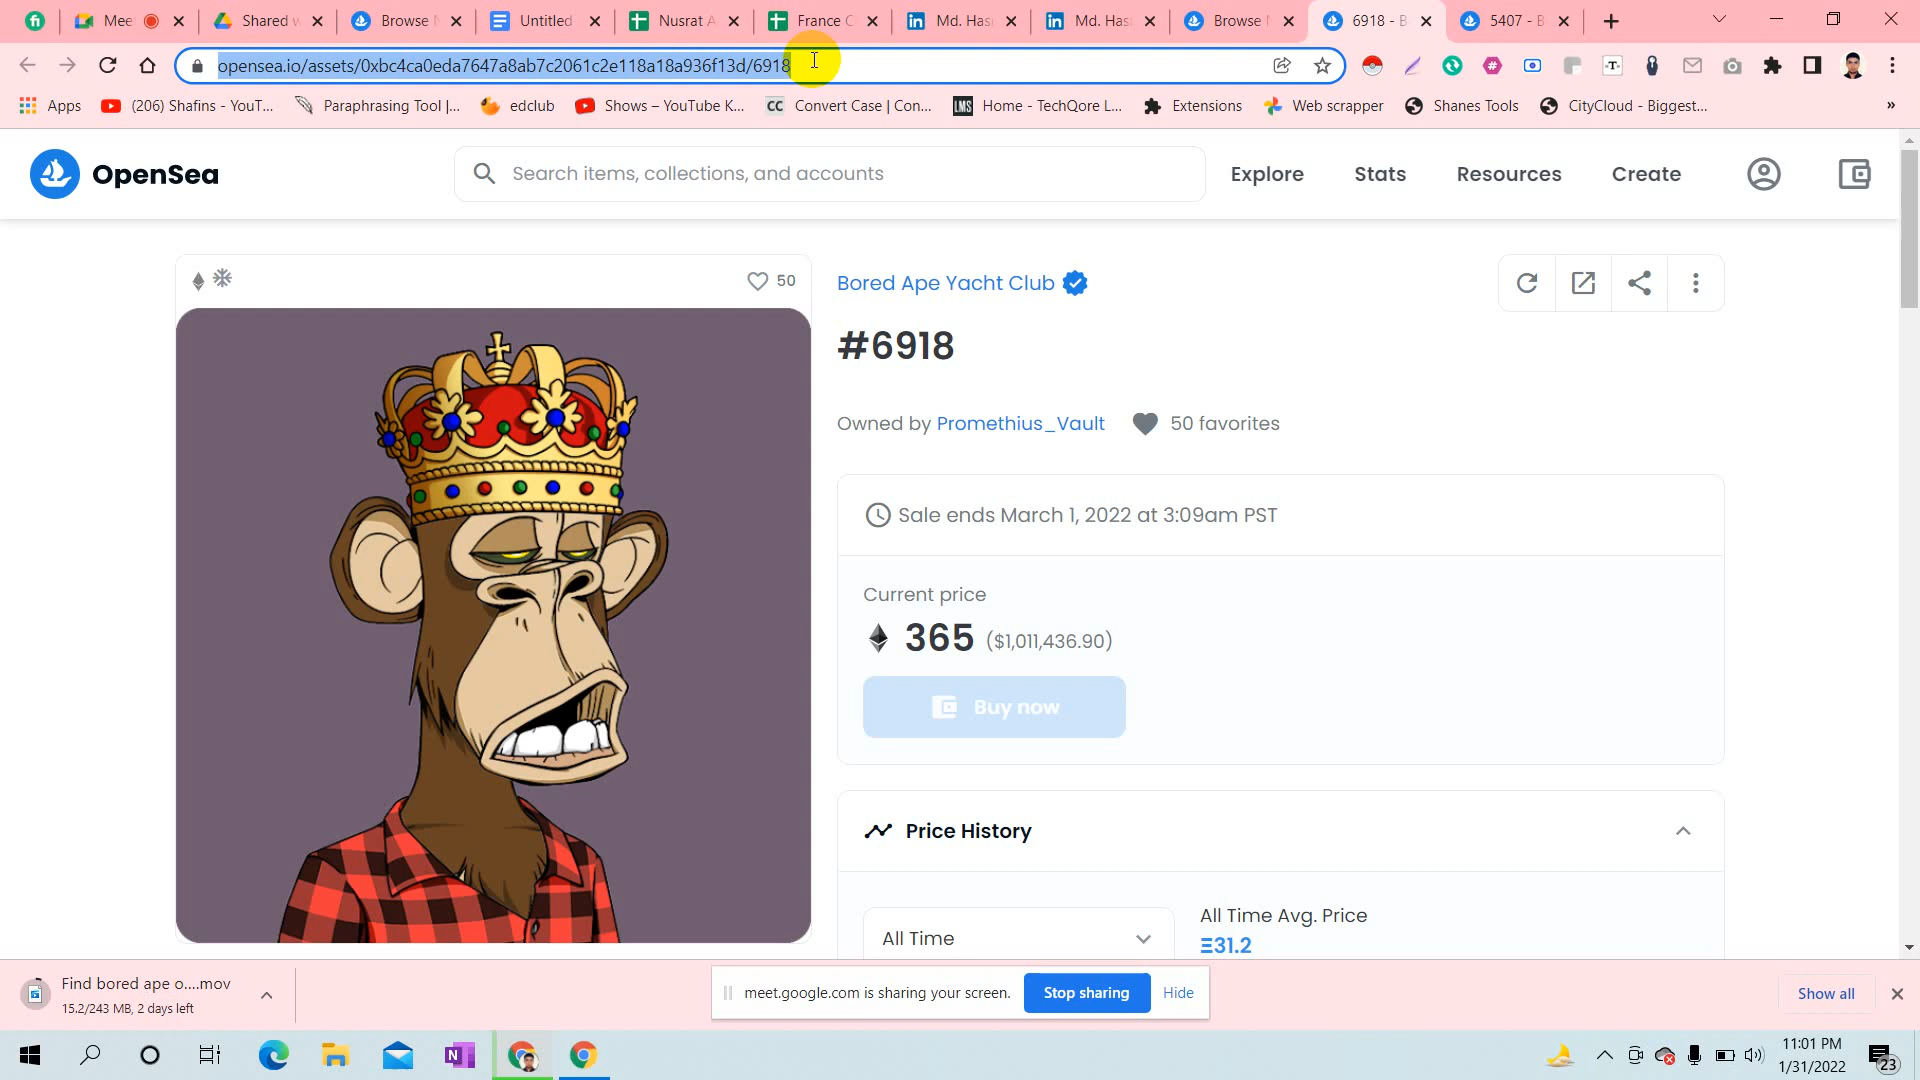 Mee
Shared w
Browse N
Untitled
Nusrat A
France C
Md. Has
Md. Has
Browse N
6918 - B
5407 - B
opensea.io/assets/0xbc4ca0eda7647a8ab7c2061c2e118a18a936f13d/6918
Apps
(206) Shafins - YouT...
Paraphrasing Tool |...
edclub
Shows – YouTube K...
CC Convert Case | Con...
LMS Home - TechQore L...
Extensions
Web scrapper
Shanes Tools
CityCloud - Biggest...
»
OpenSea
Search items, collections, and accounts
Explore
Stats
Resources
Create
50
Bored Ape Yacht Club
#6918
Owned by Promethius_Vault
50 favorites
Sale ends March 1, 2022 at 3:09am PST
Current price
365 ($1,011,436.90)
Buy now
Price History
All Time
All Time Avg. Price
Ξ31.2
Find bored ape o....mov
15.2/243 MB, 2 days left
meet.google.com is sharing your screen.
Stop sharing
Hide
Show all
11:01 PM
1/31/2022
23